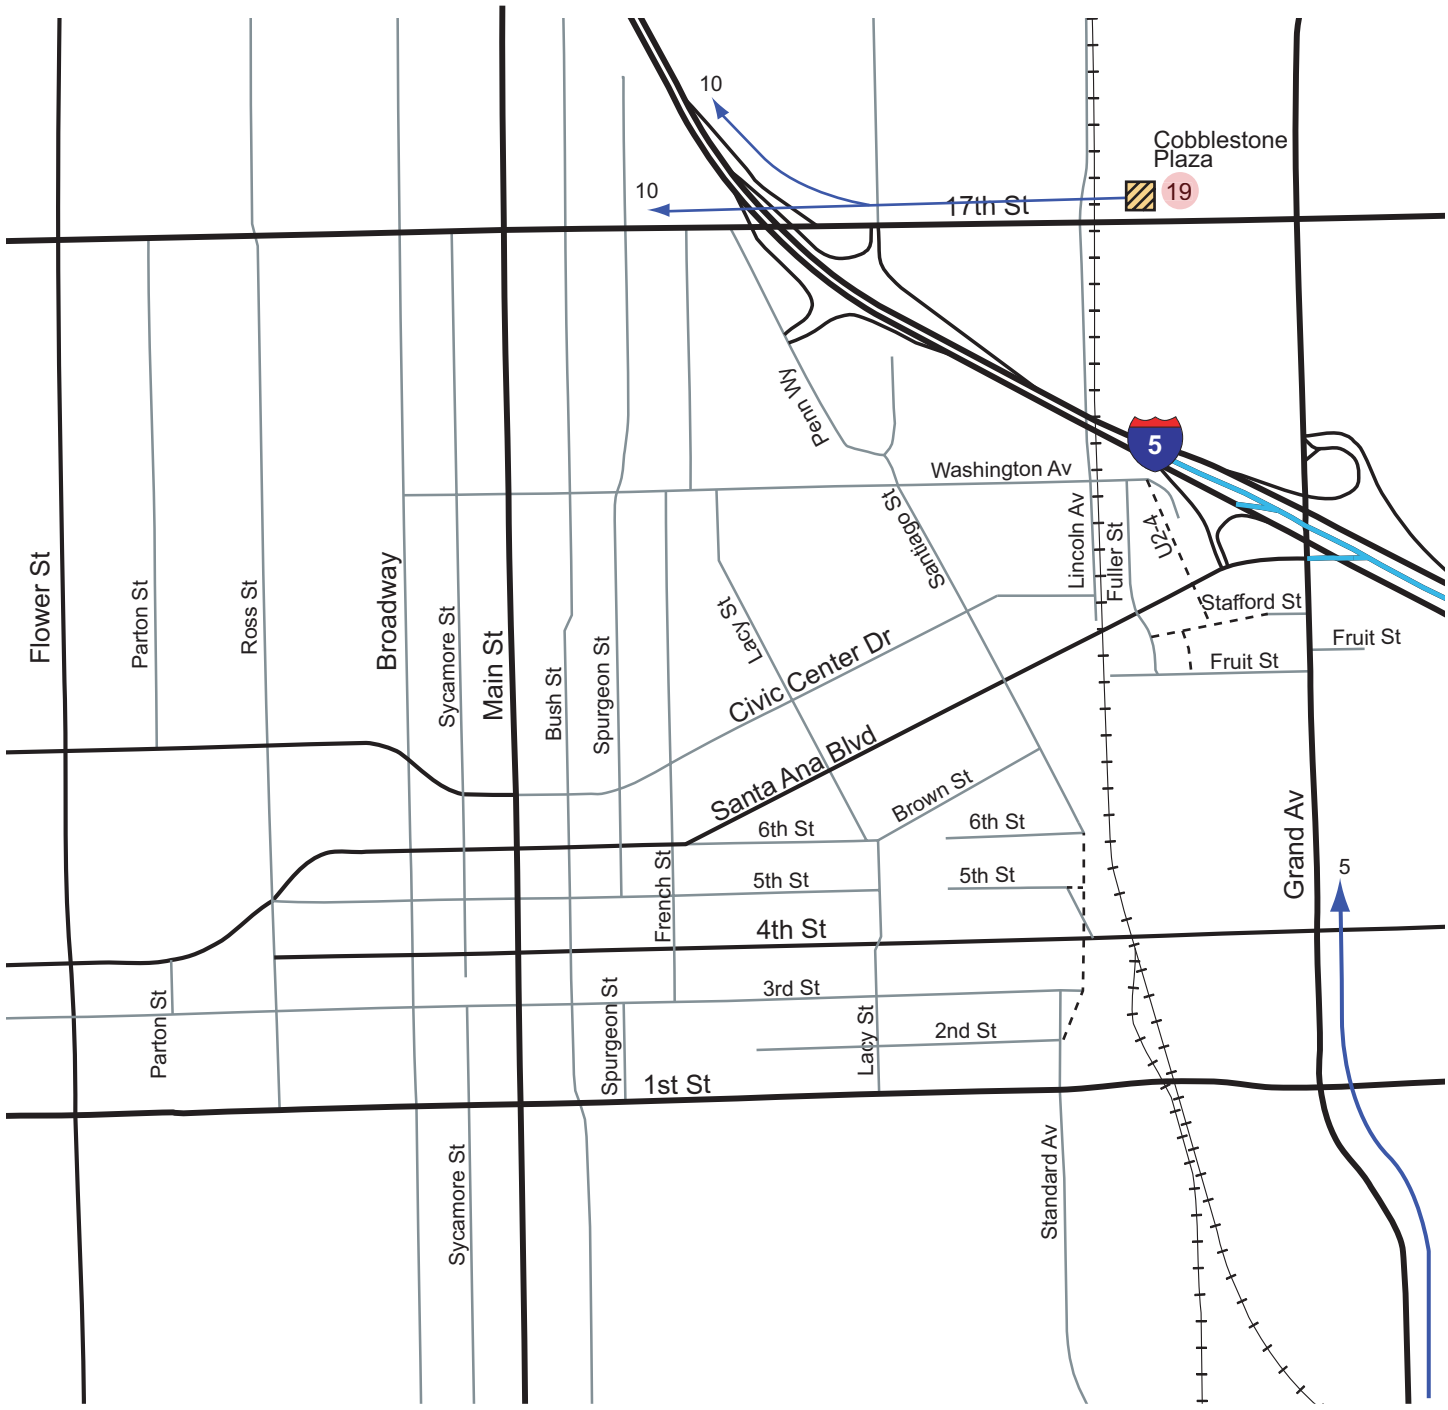 10
Cobblestone
Plaza
10
19
17th St
5
Penn Wy
Washington Av
Santiago St
Lincoln Av
Fuller St
U2-4
Flower St
Parton St
Ross St
Broadway
Sycamore St
Main St
Bush St
Spurgeon St
Lacy St
Civic Center Dr
Stafford St
Fruit St
Fruit St
Santa Ana Blvd
Brown St
6th St
6th St
5th St
5th St
French St
Grand Av
5
4th St
3rd St
Parton St
Spurgeon St
Lacy St
2nd St
1st St
Sycamore St
Standard Av